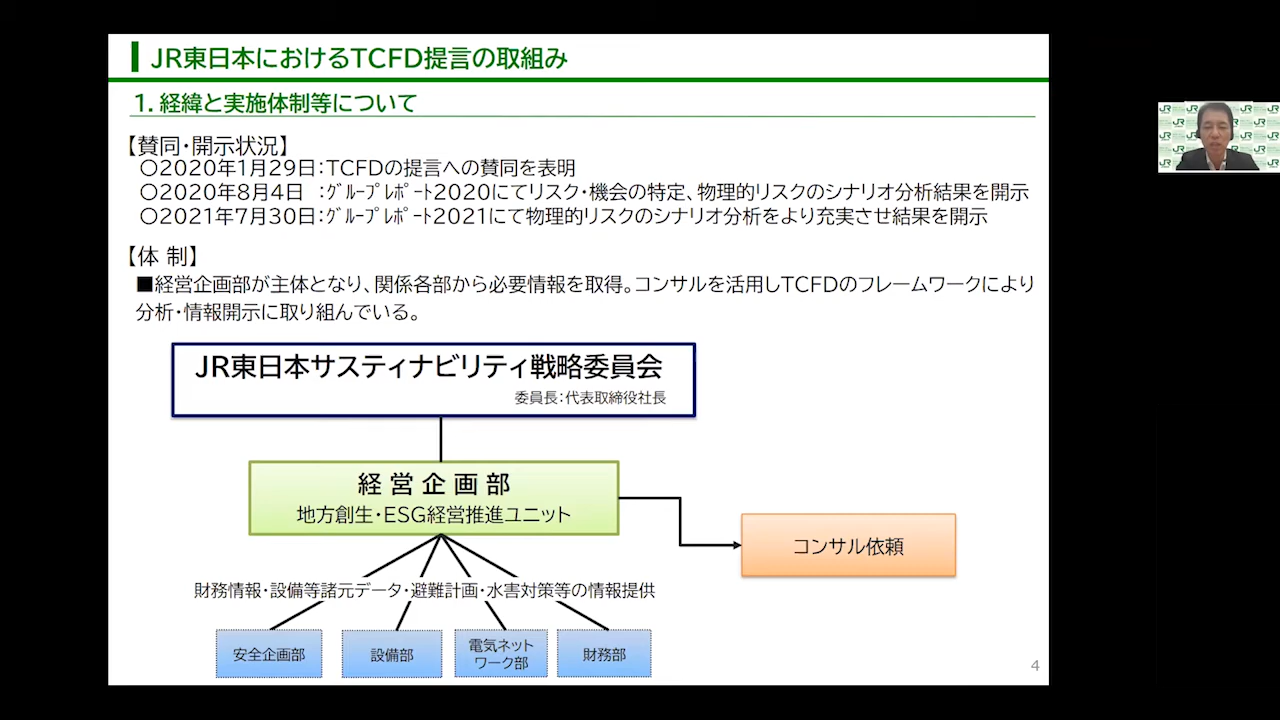 JR東日本におけるTCFD提言の取組み
1. 経緯と実施体制等について
【賛同・開示状況】
〇2020年1月29日：TCFDの提言への賛同を表明
〇2020年8月4日　：ｸﾞﾙｰﾌﾟﾚﾎﾟｰﾄ2020にてリスク・機会の特定、物理的リスクのシナリオ分析結果を開示
〇2021年7月30日：ｸﾞﾙｰﾌﾟﾚﾎﾟｰﾄ2021にて物理的リスクのシナリオ分析をより充実させ結果を開示
【体 制】
■経営企画部が主体となり、関係各部から必要情報を取得。コンサルを活用しTCFDのフレームワークにより
分析・情報開示に取り組んでいる。
JR東日本サスティナビリティ戦略委員会
委員長：代表取締役社長
経 営 企 画 部
地方創生・ESG経営推進ユニット
コンサル依頼
財務情報・設備等諸元データ・避難計画・水害対策等の情報提供
安全企画部
設備部
電気ネット
ワーク部
財務部
4